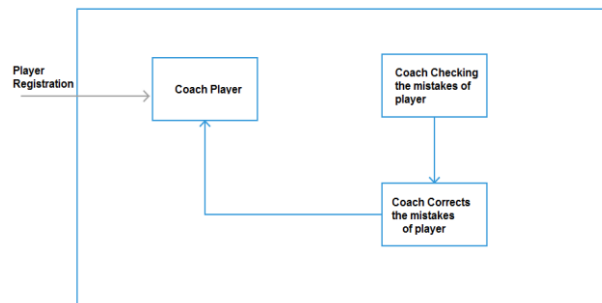 Player
Registration
Coach Player
Coach Checking
the mistakes of
player
Coach Corrects
the mistakes
of player